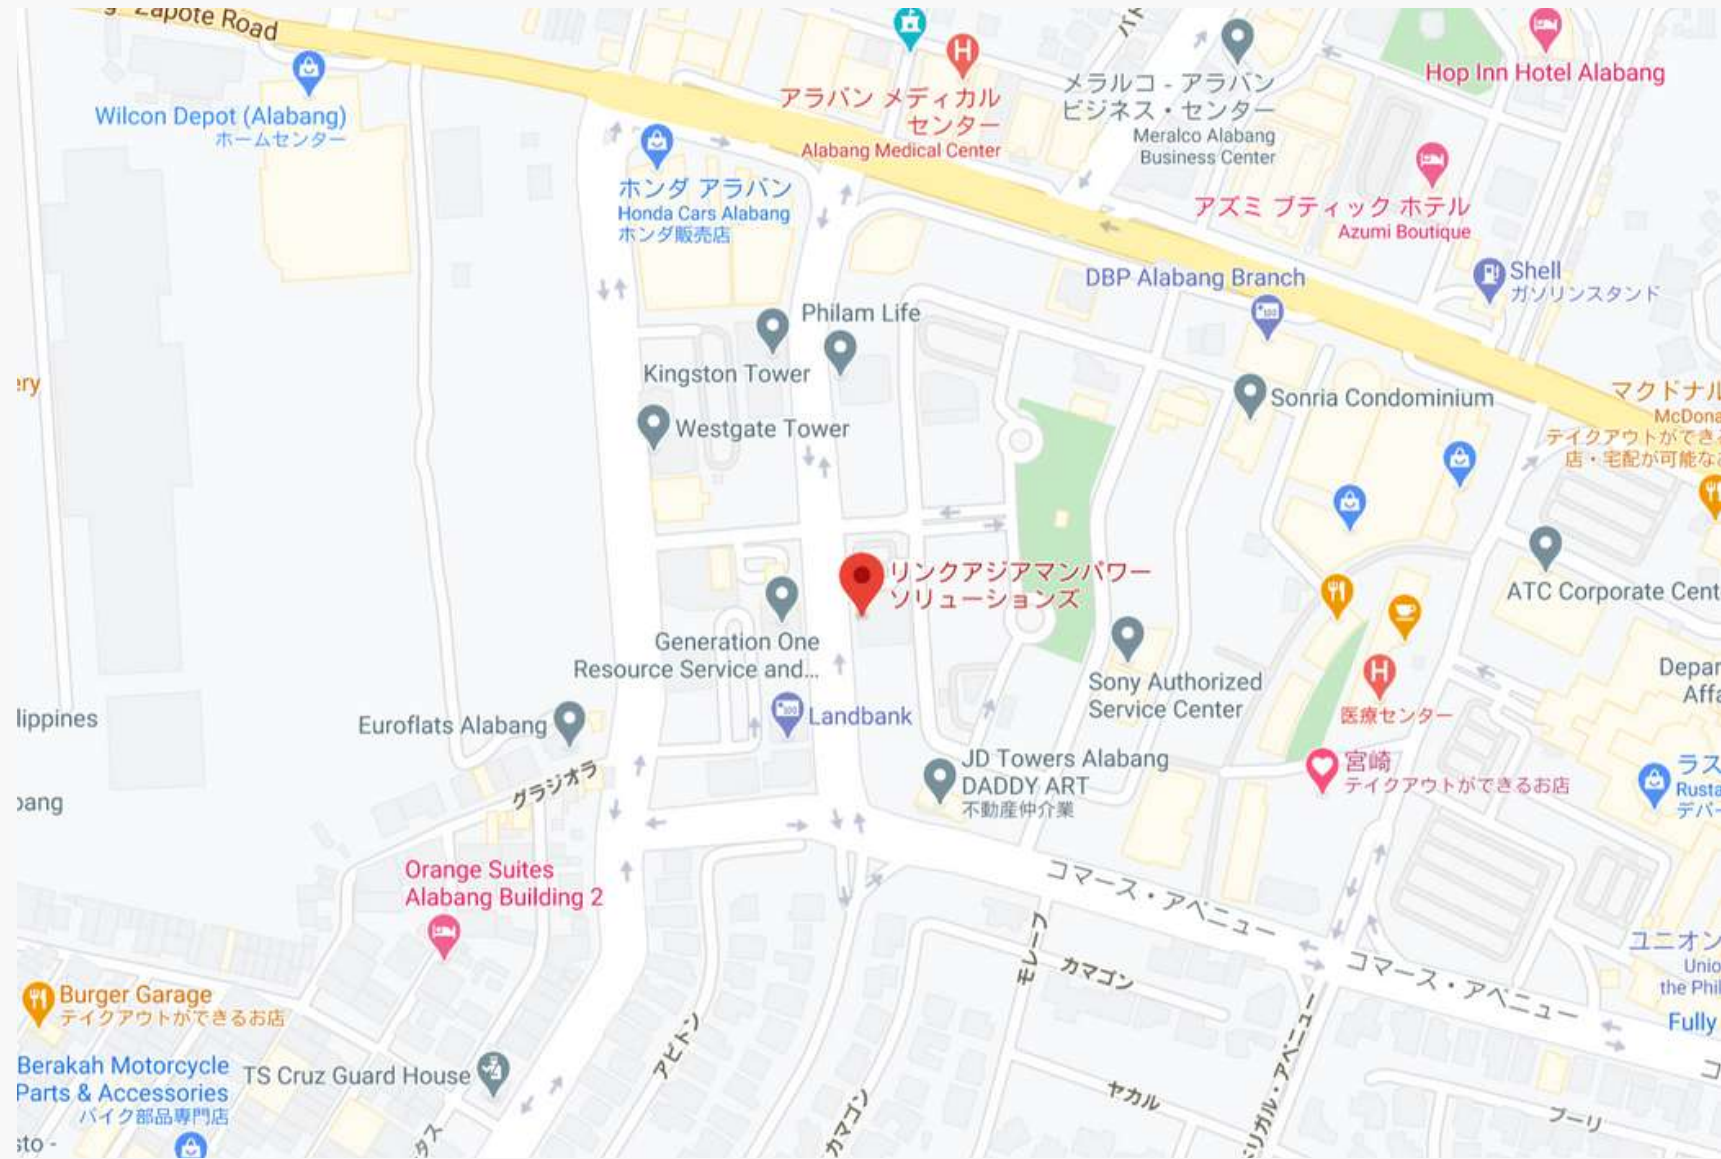 Zapote Road
Hop Inn Hotel Alabang
メラルコ - アラバン
ビジネス・センター
Meralco Alabang
Business Center
アラバン メディカル
センター
Alabang Medical Center
Wilcon Depot (Alabang)
ホームセンター
ホンダ アラバン
Honda Cars Alabang
ホンダ販売店
アズミ ブティック ホテル
Azumi Boutique
DBP Alabang Branch
Shell
ガソリンスタンド
Philam Life
Kingston Tower
Westgate Tower
Sonria Condominium
マクドナル
McDona
テイクアウトができる
店・宅配が可能なお
リンクアジアマンパワー
ソリューションズ
ATC Corporate Cent
Generation One
Resource Service and...
Sony Authorized
Service Center
医療センター
Depar
Affa
lippines
Euroflats Alabang
Landbank
JD Towers Alabang
DADDY ART
不動産仲介業
宮崎
テイクアウトができるお店
ラス
Rusta
デパー
グラジオラ
Orange Suites
Alabang Building 2
コマース・アベニュー
コマース・アベニュー
モレーブ
カマゴン
ユニオン
Unio
the Phil
Fully
Burger Garage
テイクアウトができるお店
Berakah Motorcycle
Parts & Accessories
バイク部品専門店
TS Cruz Guard House
アビトン
カマゴン
ヤカル
リガル・アベニュー
sto -
タス